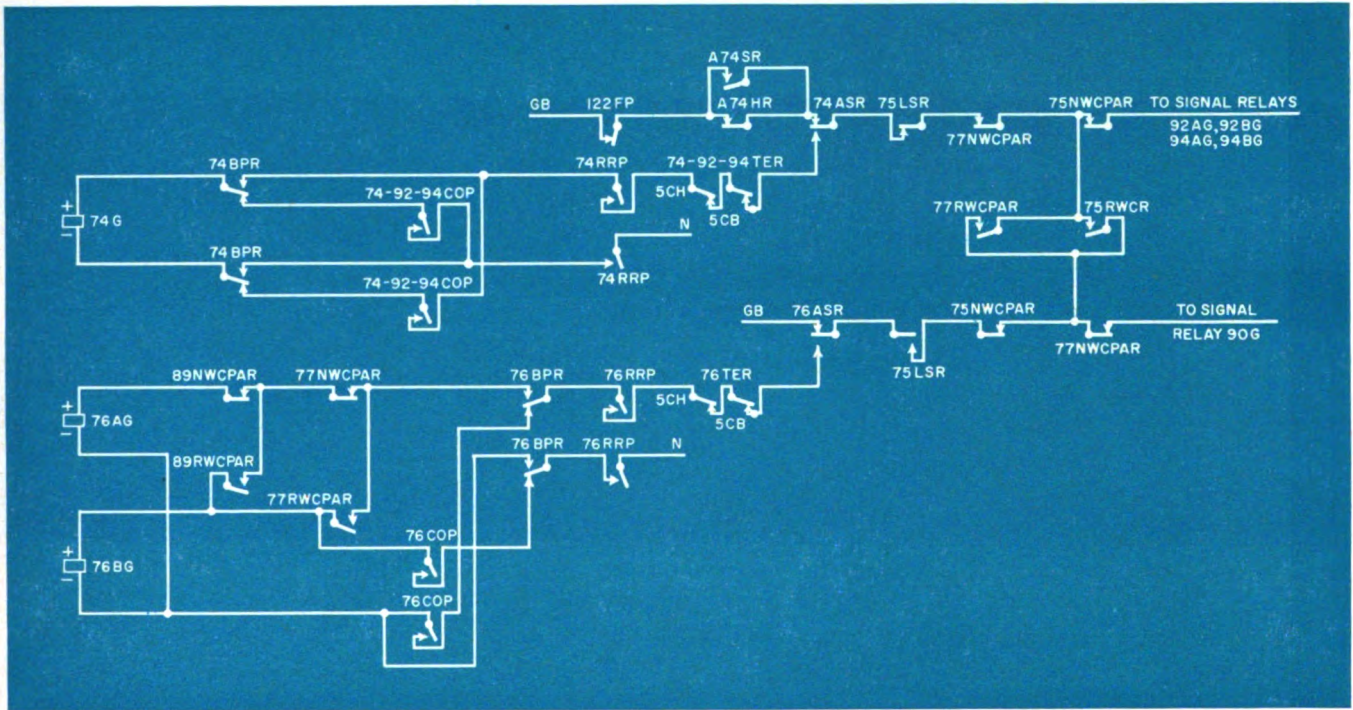 A74SR
GB 122FP A74HR 74ASR 75LSR 75NWCPAR TO SIGNAL RELAYS
77NWCPAR 92AG,92BG
94AG,94BG
74BPR 74RRP 74-92-94TER
74-92-94COP 5CH
5CB
+ 77RWCPAR 75RWCR
74G
-
N
74BPR
74RRP
74-92-94COP
GB 76ASR 75NWCPAR TO SIGNAL
RELAY 90G
77NWCPAR
75LSR
89NWCPAR 77NWCPAR 76BPR 76RRP 76TER
5CH
+
76AG 5CB
-
76BPR 76RRP N
89RWCPAR
77RWCPAR
76COP
+
76BG
-
76COP